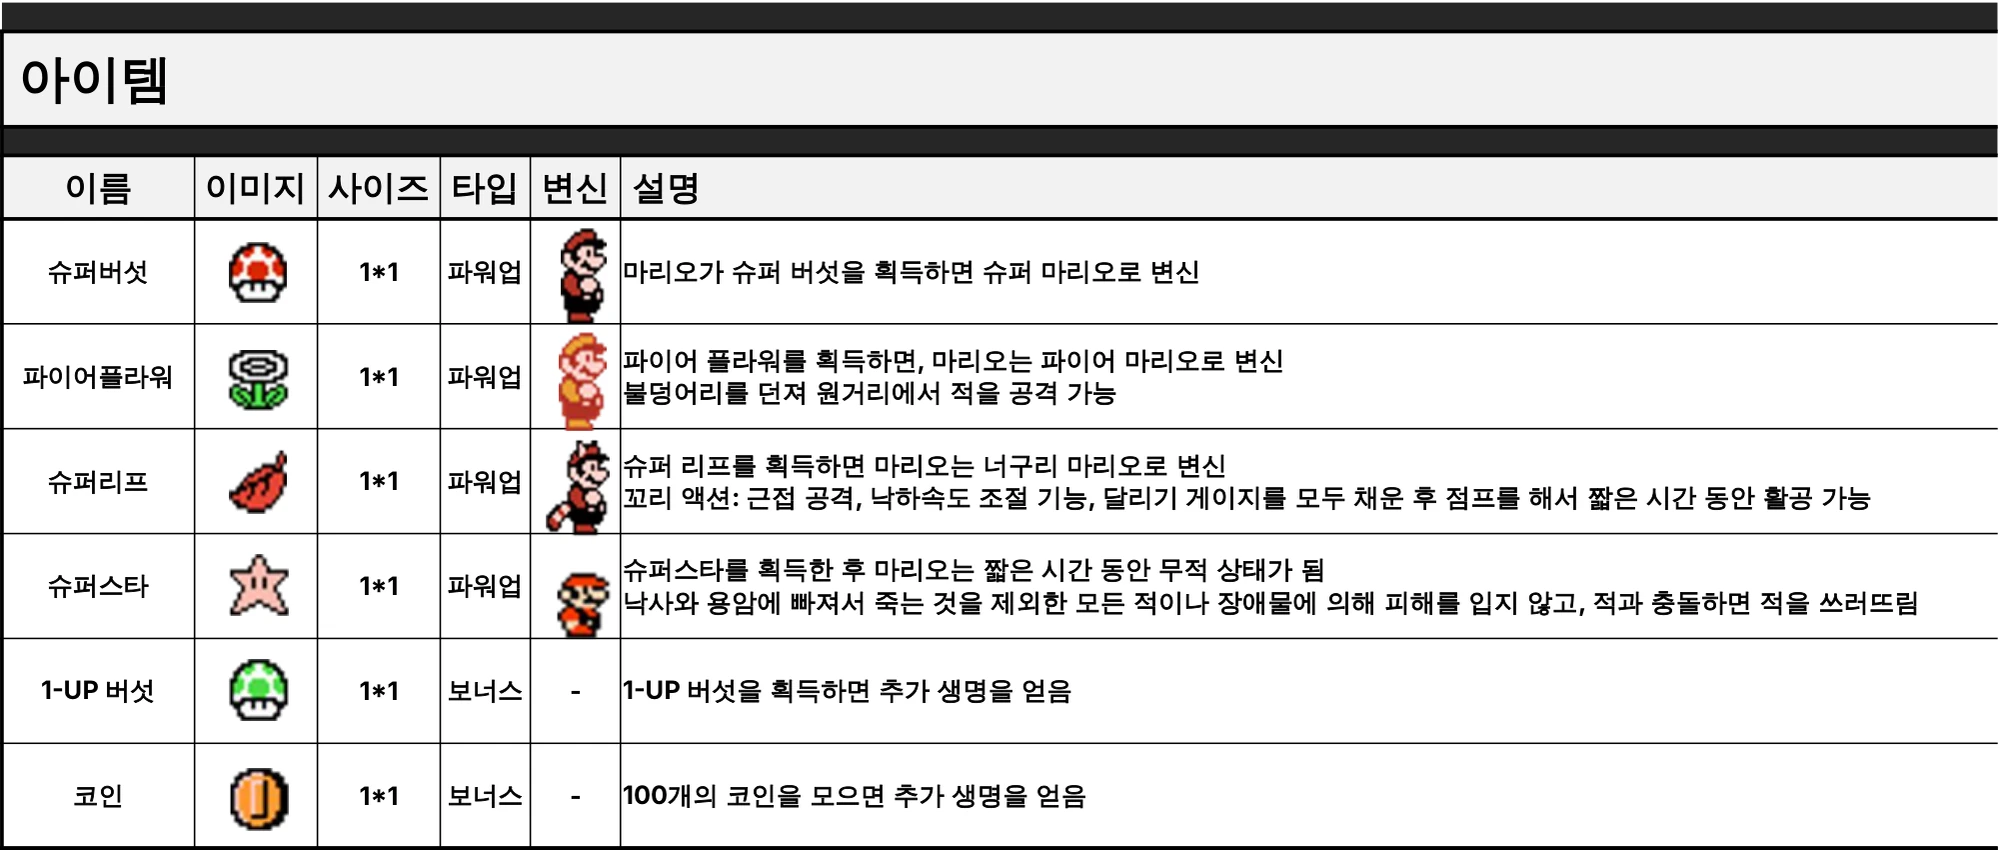 아이템
이름 이미지 사이즈 타입 변신 설명
슈퍼버섯 1*1 파워업 마리오가 슈퍼 버섯을 획득하면 슈퍼 마리오로 변신
파이어플라워 1*1 파워업 파이어 플라워를 획득하면, 마리오는 파이어 마리오로 변신
불덩어리를 던져 원거리에서 적을 공격 가능
슈퍼리프 1*1 파워업 슈퍼 리프를 획득하면 마리오는 너구리 마리오로 변신
꼬리 액션: 근접 공격, 낙하속도 조절 기능, 달리기 게이지를 모두 채운 후 점프를 해서 짧은 시간 동안 활공 가능
슈퍼스타 1*1 파워업 슈퍼스타를 획득한 후 마리오는 짧은 시간 동안 무적 상태가 됨
낙사와 용암에 빠져서 죽는 것을 제외한 모든 적이나 장애물에 의해 피해를 입지 않고, 적과 충돌하면 적을 쓰러뜨림
1-UP 버섯 1*1 보너스 - 1-UP 버섯을 획득하면 추가 생명을 얻음
코인 1*1 보너스 - 100개의 코인을 모으면 추가 생명을 얻음